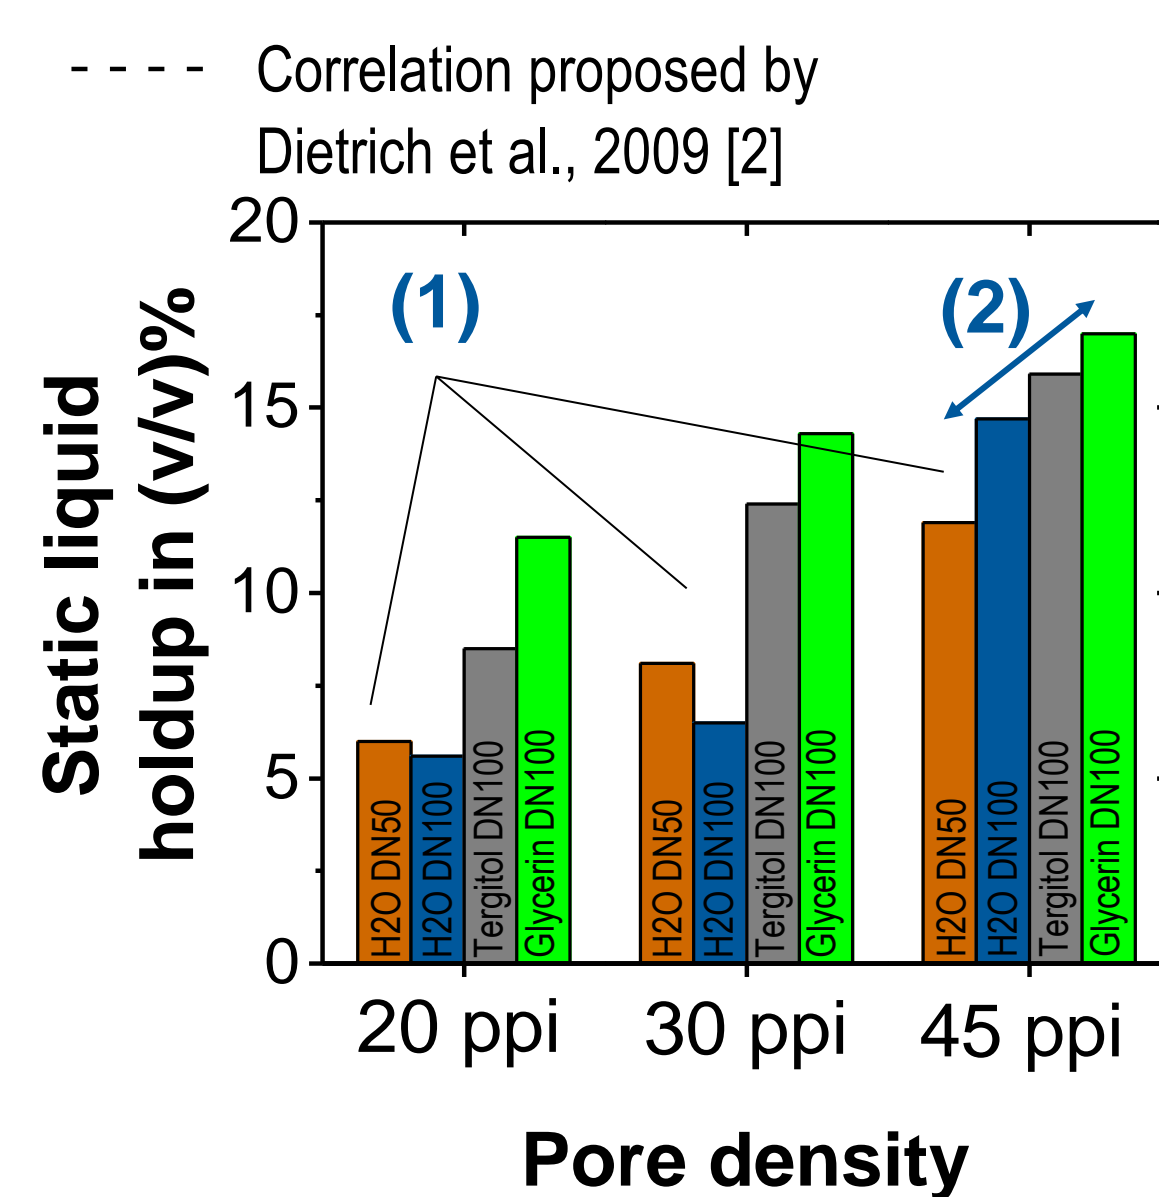 Correlation proposed by
Dietrich et al., 2009 [2]
Static liquid
holdup in (v/v)%
20
15
10
5
0
(1)
(2)
H2O DN50
H2O DN100
Tergitol DN100
Glycerin DN100
H2O DN50
H2O DN100
Tergitol DN100
Glycerin DN100
H2O DN50
H2O DN100
Tergitol DN100
Glycerin DN100
20 ppi
30 ppi
45 ppi
Pore density